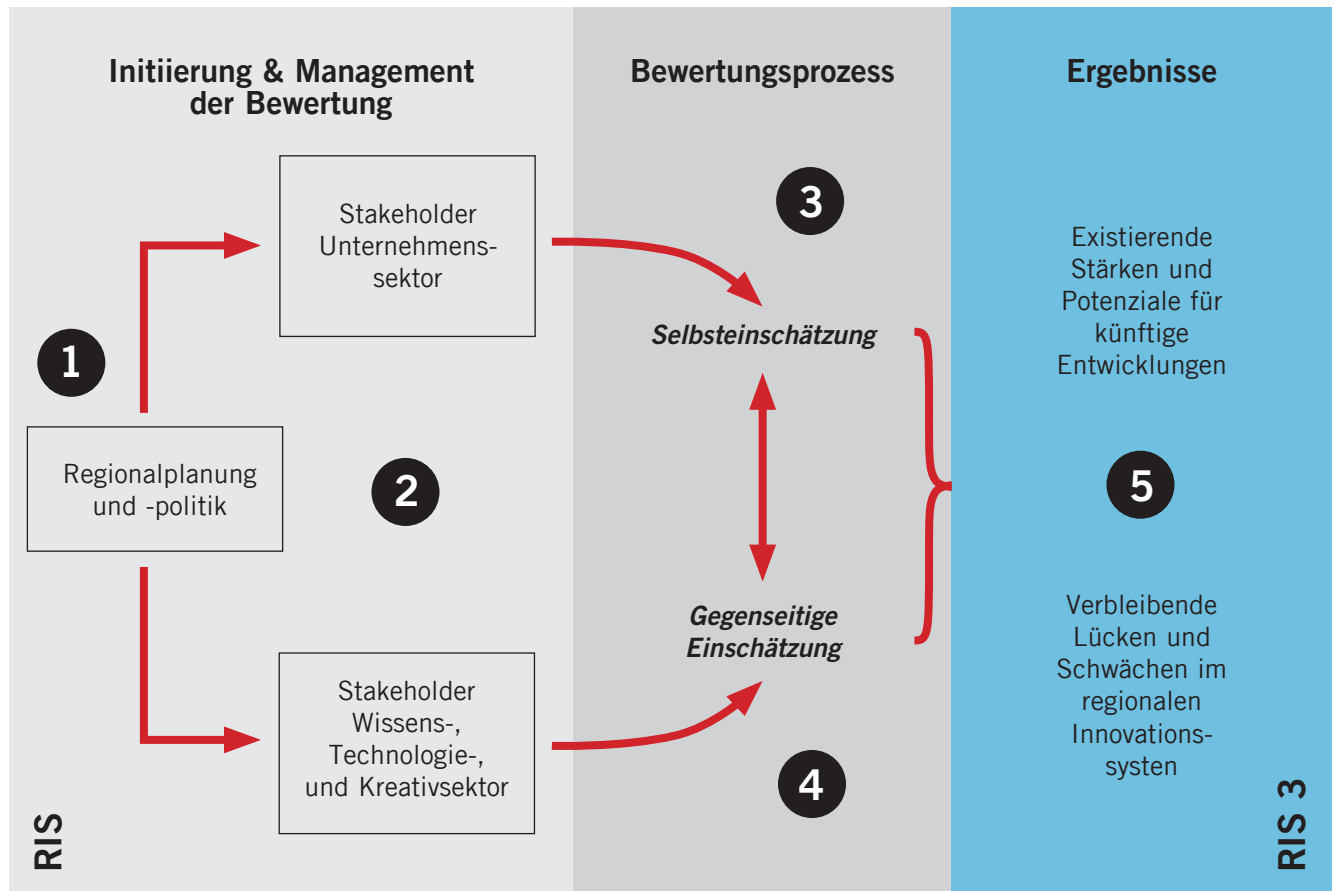 Initiierung & Management
der Bewertung
Bewertungsprozess
Ergebnisse
1
Regionalplanung
und -politik
2
Stakeholder
Unternehmens-
sektor
Stakeholder
Wissens-,
Technologie-,
und Kreativsektor
3
Selbsteinschätzung
Gegenseitige
Einschätzung
4
Existierende
Stärken und
Potenziale für
künftige
Entwicklungen
5
Verbleibende
Lücken und
Schwächen im
regionalen
Innovations-
systen
RIS
RIS 3